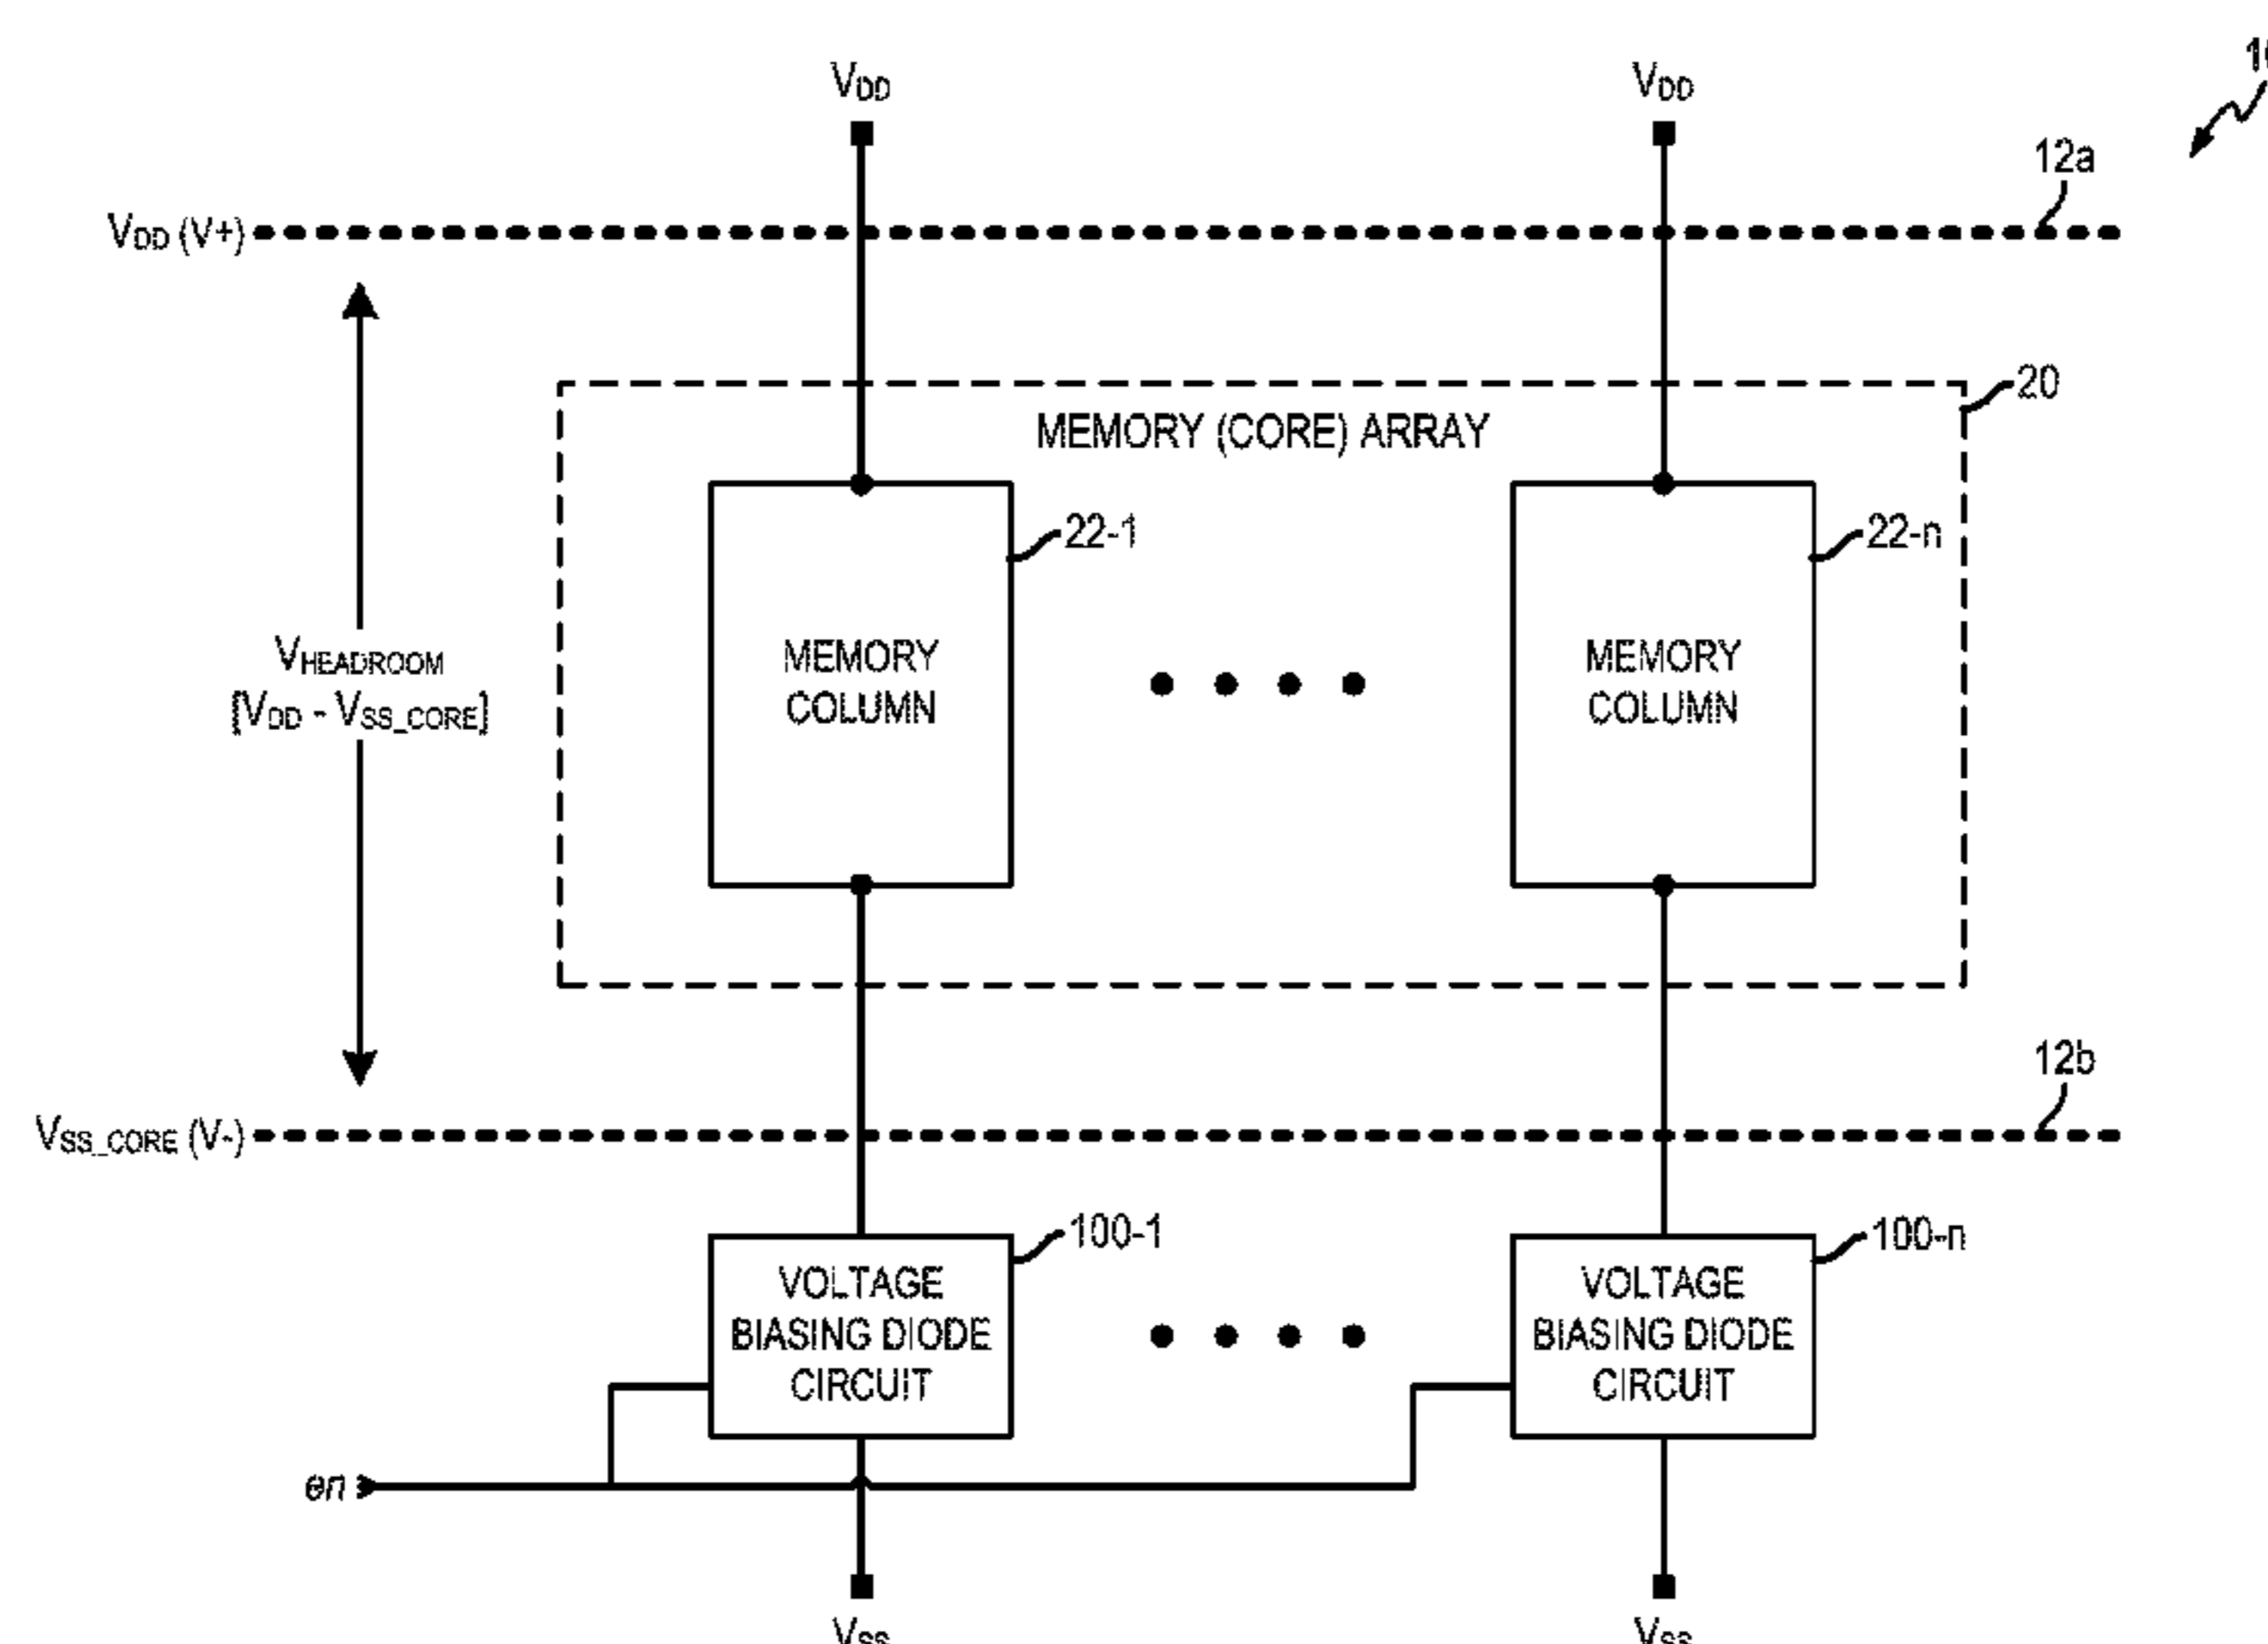 VDD VDD
12a
VDD (V+)
20
MEMORY (CORE) ARRAY
22-1 22-n
MEMORY
COLUMN
MEMORY
COLUMN
VHEADROOM
[VDD - VSS_CORE]
12b
VSS_CORE (V-)
100-1 100-n
VOLTAGE
BIASING DIODE
CIRCUIT
VOLTAGE
BIASING DIODE
CIRCUIT
en
VSS VSS